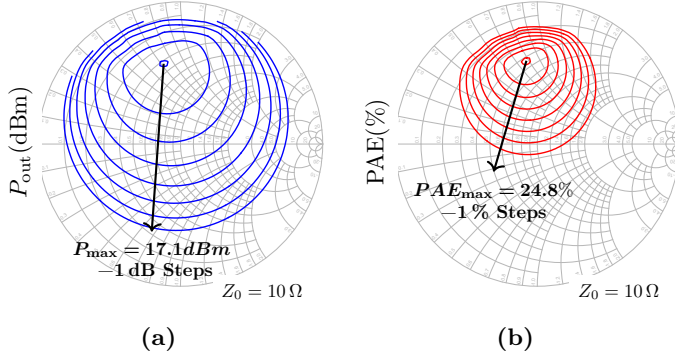 P_out(dBm)
P_max = 17.1dBm
−1 dB Steps
Z_0 = 10 Ω
(a)
PAE(%)
PAE_max = 24.8%
−1 % Steps
Z_0 = 10 Ω
(b)